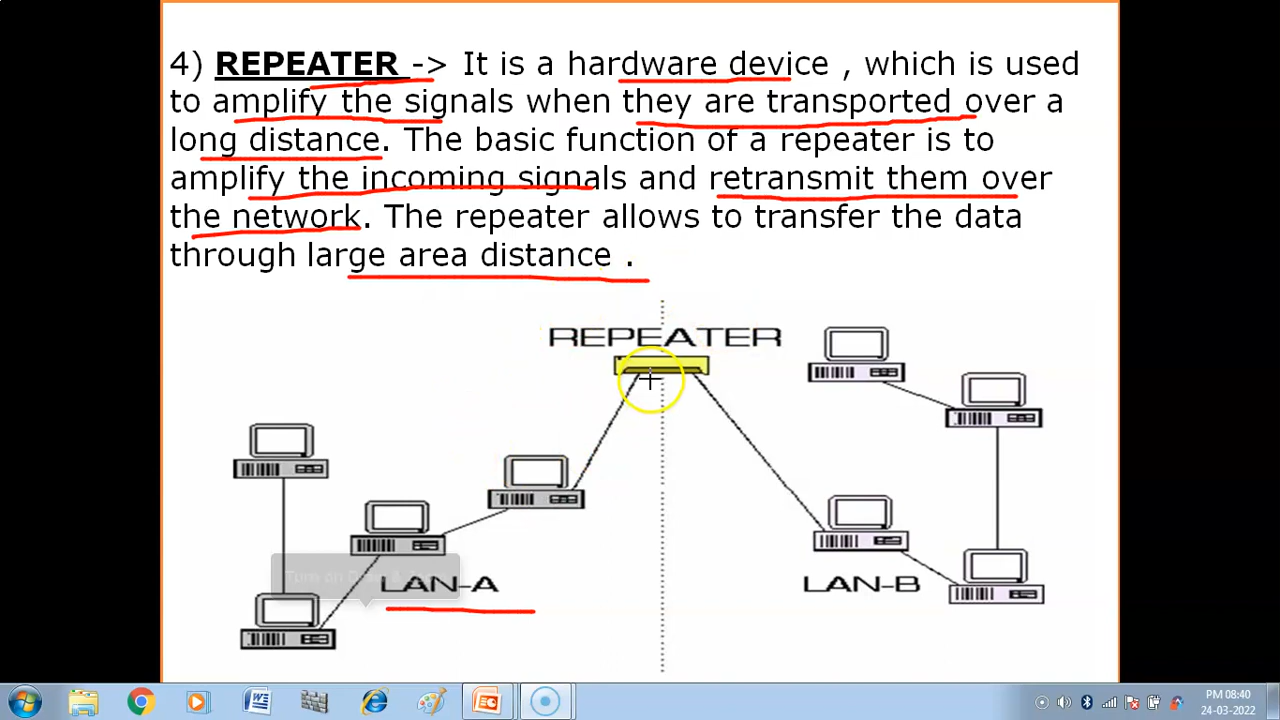 4) REPEATER -> It is a hardware device , which is used
to amplify the signals when they are transported over a
long distance. The basic function of a repeater is to
amplify the incoming signals and retransmit them over
the network. The repeater allows to transfer the data
through large area distance .
REPEATER
LAN-A
LAN-B
PM 08:40
24-03-2022